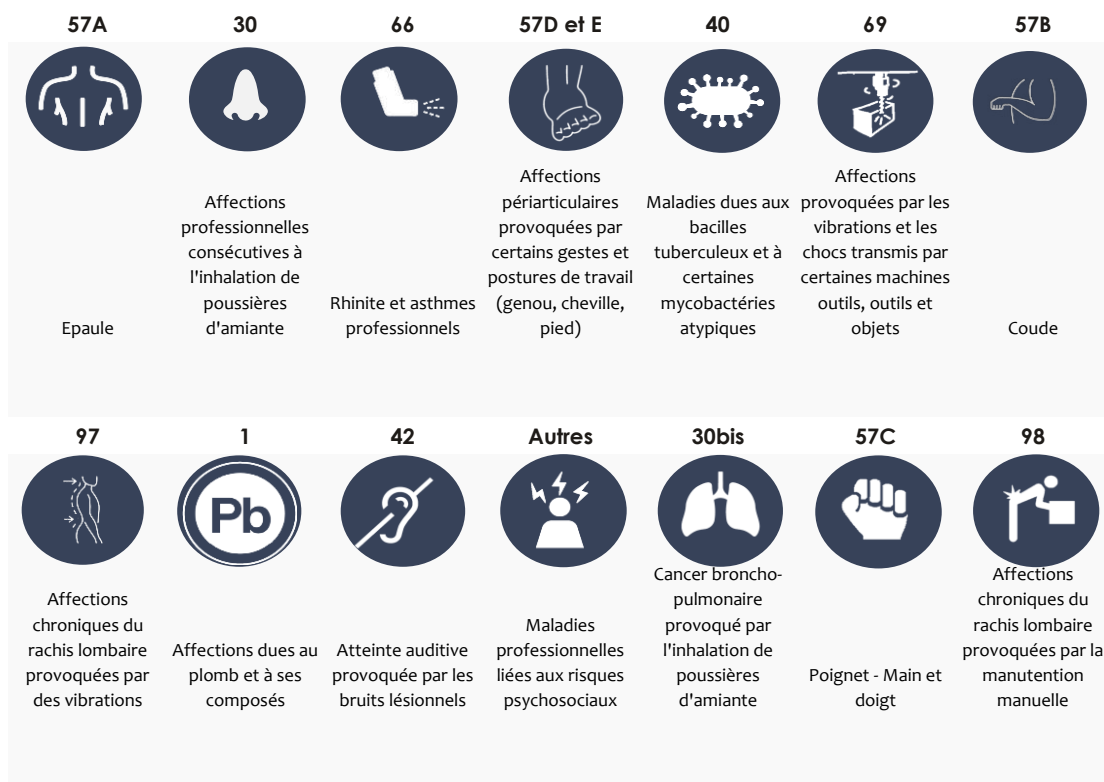 57A
30
66
57D et E
40
69
57B
Epaule
Affections
professionnelles
consécutives à
l'inhalation de
poussières
d'amiante
Rhinite et asthmes
professionnels
Affections
périarticulaires
provoquées par
certains gestes et
postures de travail
(genou, cheville,
pied)
Maladies dues aux
bacilles
tuberculeux et à
certaines
mycobactéries
atypiques
Affections
provoquées par les
vibrations et les
chocs transmis par
certaines machines
outils, outils et
objets
Coude
97
1
42
Autres
30bis
57C
98
Pb
Affections
chroniques du
rachis lombaire
provoquées par
des vibrations
Affections dues au
plomb et à ses
composés
Atteinte auditive
provoquée par les
bruits lésionnels
Maladies
professionnelles
liées aux risques
psychosociaux
Cancer broncho-
pulmonaire
provoqué par
l'inhalation de
poussières
d'amiante
Poignet - Main et
doigt
Affections
chroniques du
rachis lombaire
provoquées par la
manutention
manuelle